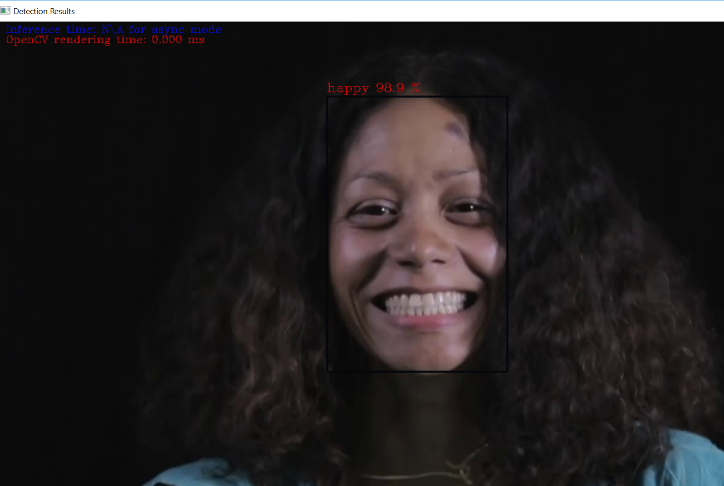 Detection Results
Inference time: N\A for async mode
OpenCV rendering time: 0.000 ms
happy 98.9 %